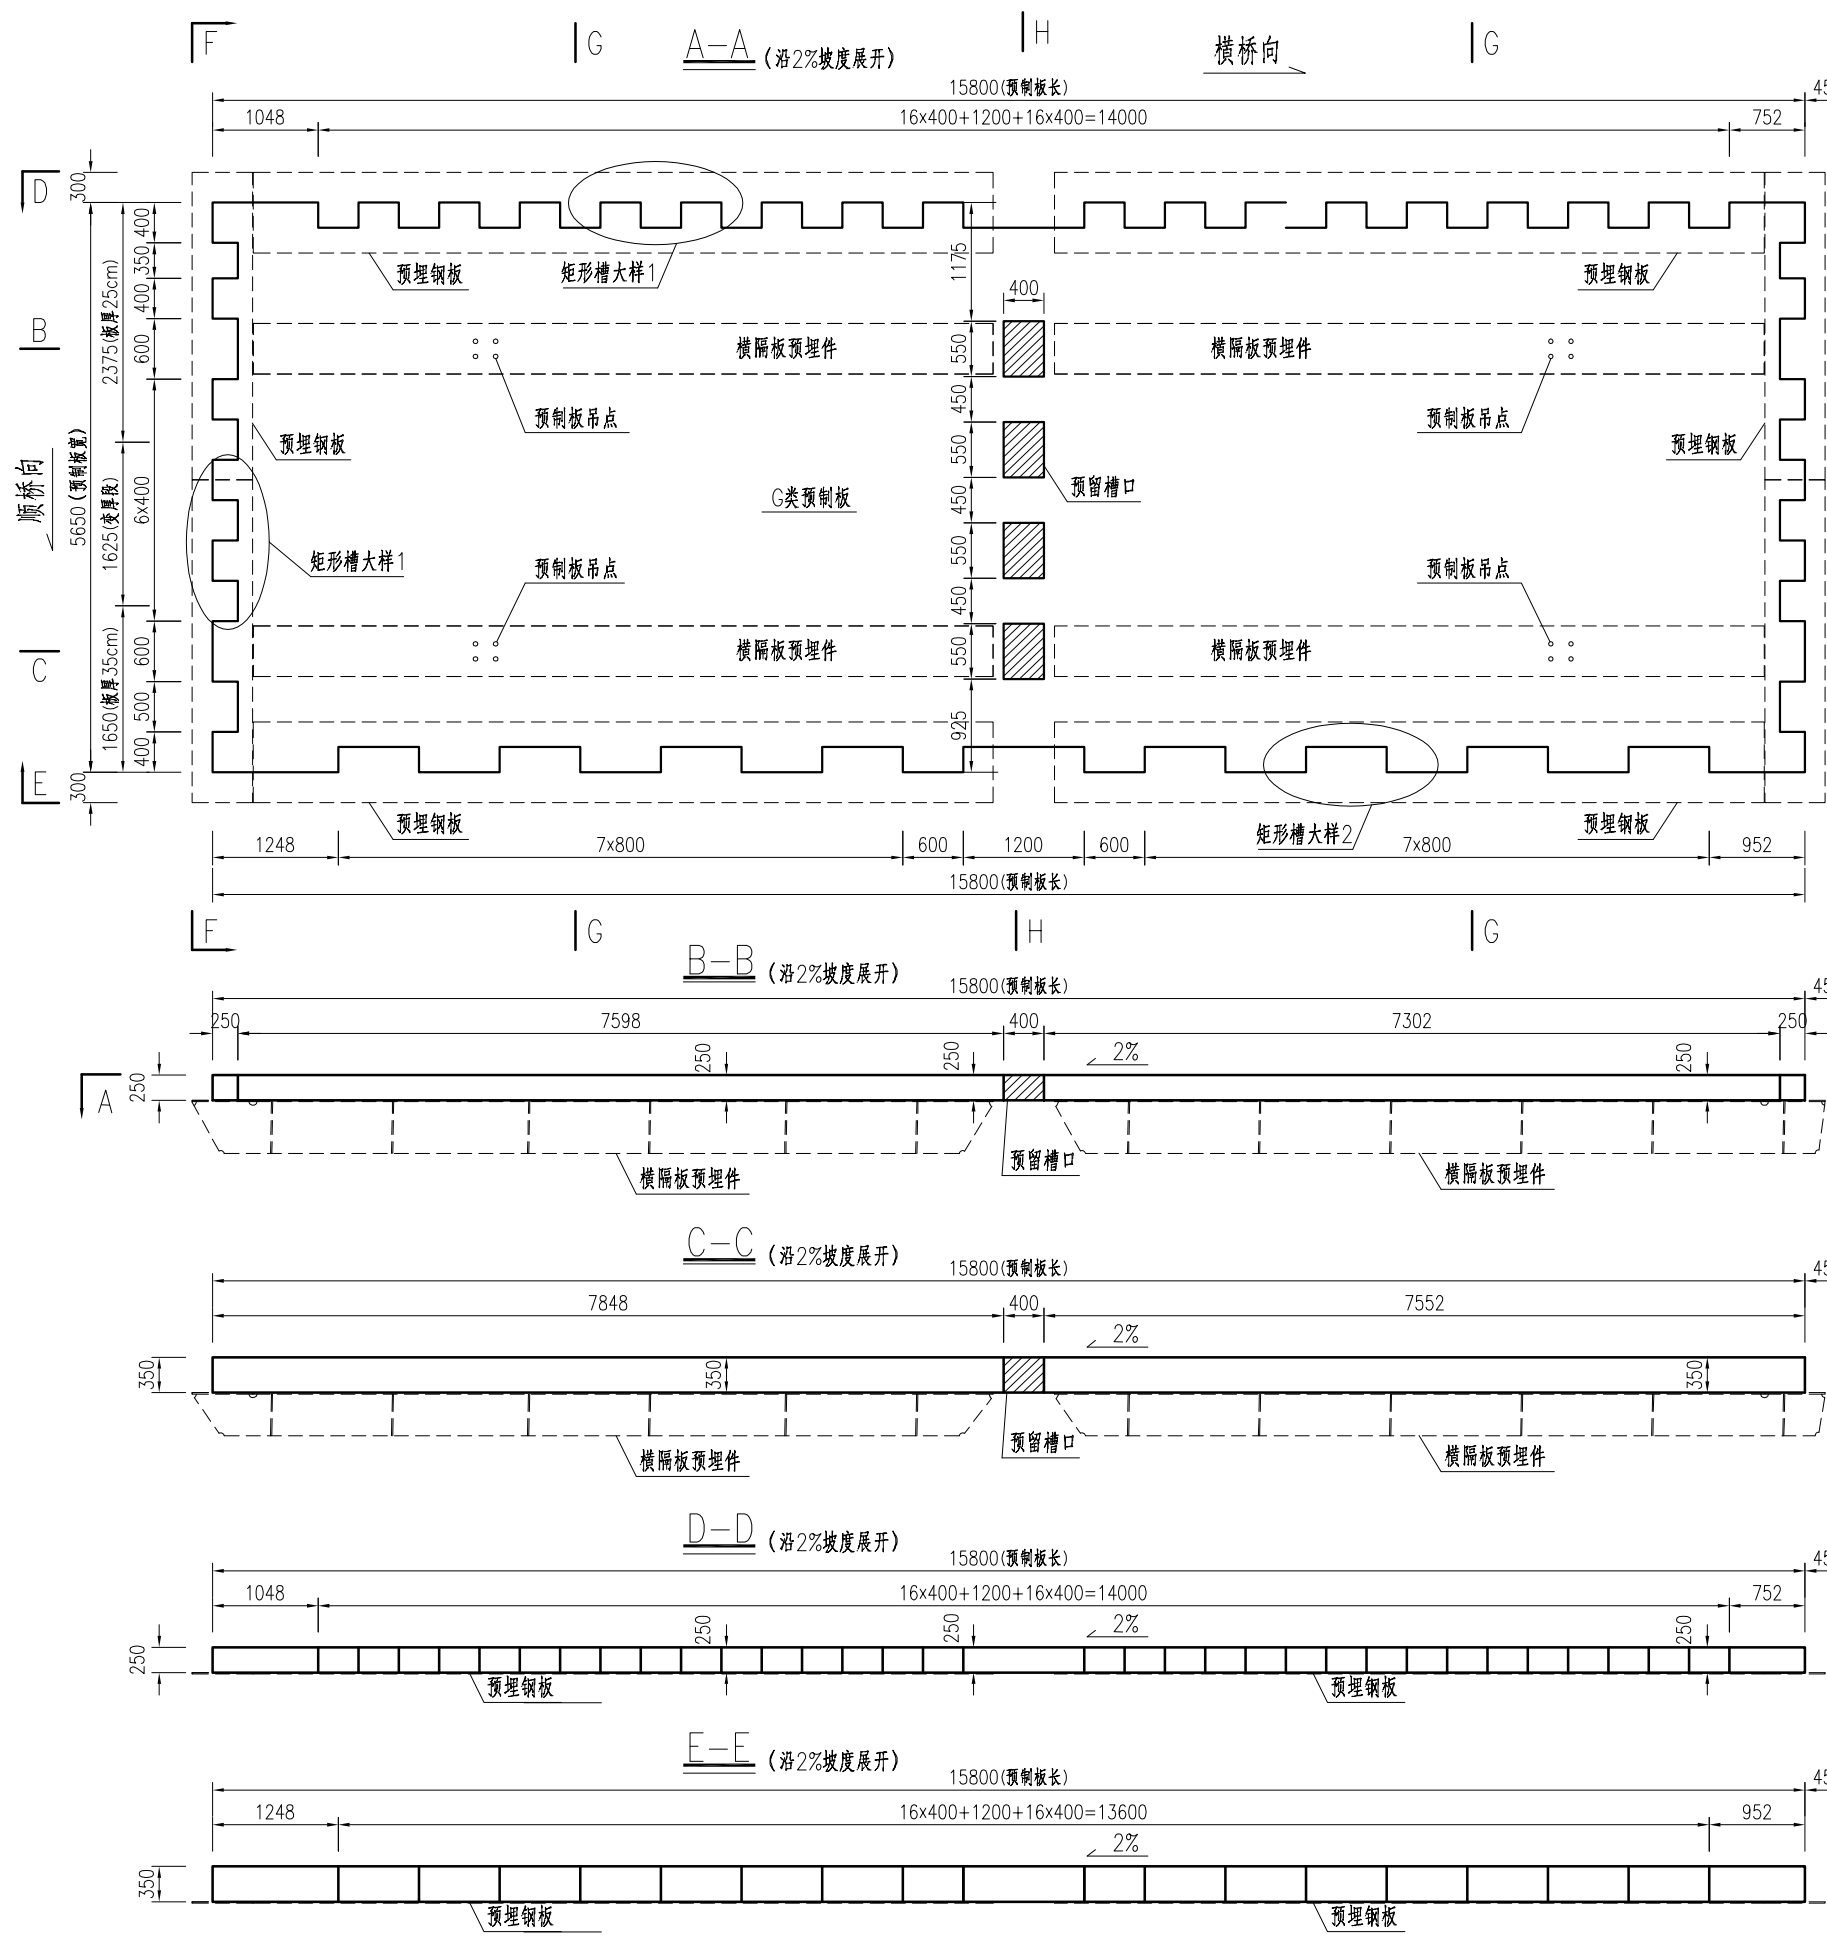 F
G
A-A (沿2%坡度展开)
H
横桥向
G
15800(预制板长)
45
1048
16x400+1200+16x400=14000
752
D
300
400
350
400
600
6x400
600
500
400
300
2375(板厚25cm)
1625(变厚段)
1650(板厚35cm)
5650(预制板宽)
顺桥向
B
C
E
预埋钢板
矩形槽大样1
1175
预埋钢板
400
横隔板预埋件
550
横隔板预埋件
450
预制板吊点
预制板吊点
预埋钢板
550
预埋钢板
预留槽口
G类预制板
450
矩形槽大样1
预制板吊点
550
预制板吊点
450
横隔板预埋件
550
横隔板预埋件
925
预埋钢板
矩形槽大样2
预埋钢板
1248
7x800
600
1200
600
7x800
952
15800(预制板长)
F
G
H
G
B-B (沿2%坡度展开)
15800(预制板长)
45
250
7598
400
7302
250
2%
250
250
250
250
A
预留槽口
横隔板预埋件
横隔板预埋件
C-C (沿2%坡度展开)
15800(预制板长)
45
7848
400
7552
2%
350
350
350
预留槽口
横隔板预埋件
横隔板预埋件
D-D (沿2%坡度展开)
15800(预制板长)
45
1048
16x400+1200+16x400=14000
752
2%
250
250
250
250
预埋钢板
预埋钢板
E-E (沿2%坡度展开)
15800(预制板长)
45
1248
16x400+1200+16x400=13600
952
2%
350
预埋钢板
预埋钢板